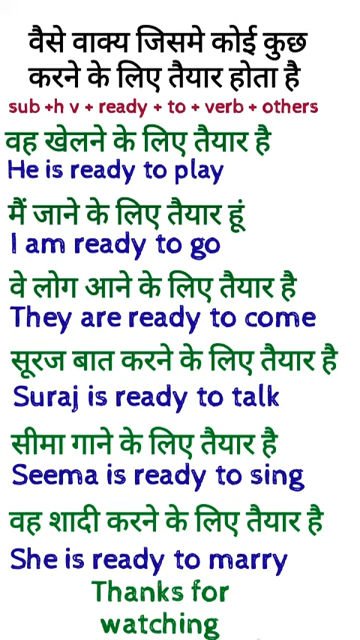 वैसे वाक्य जिसमे कोई कुछ
करने के लिए तैयार होता है
sub +h v + ready + to + verb + others
वह खेलने के लिए तैयार है
He is ready to play
मैं जाने के लिए तैयार हूं
I am ready to go
वे लोग आने के लिए तैयार है
They are ready to come
सूरज बात करने के लिए तैयार है
Suraj is ready to talk
सीमा गाने के लिए तैयार है
Seema is ready to sing
वह शादी करने के लिए तैयार है
She is ready to marry
Thanks for
watching